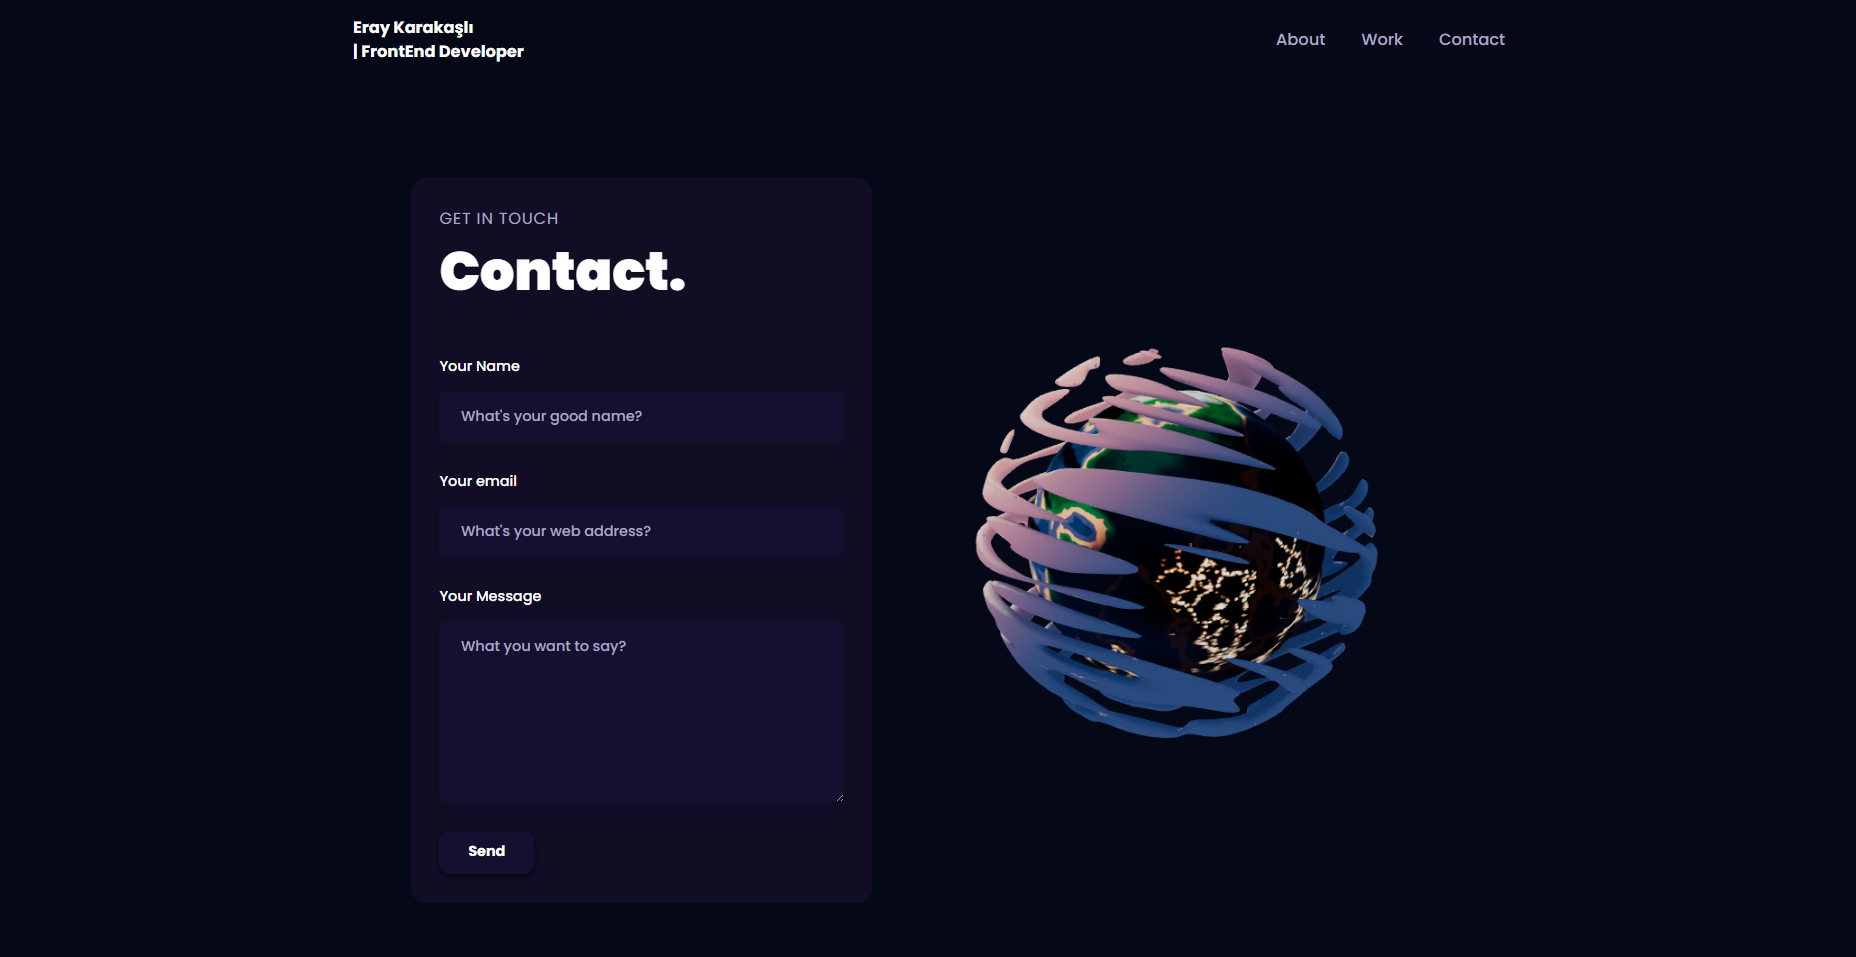 Eray Karakaşlı
| FrontEnd Developer
About
Work
Contact
GET IN TOUCH
Contact.
Your Name
What's your good name?
Your email
What's your web address?
Your Message
What you want to say?
Send